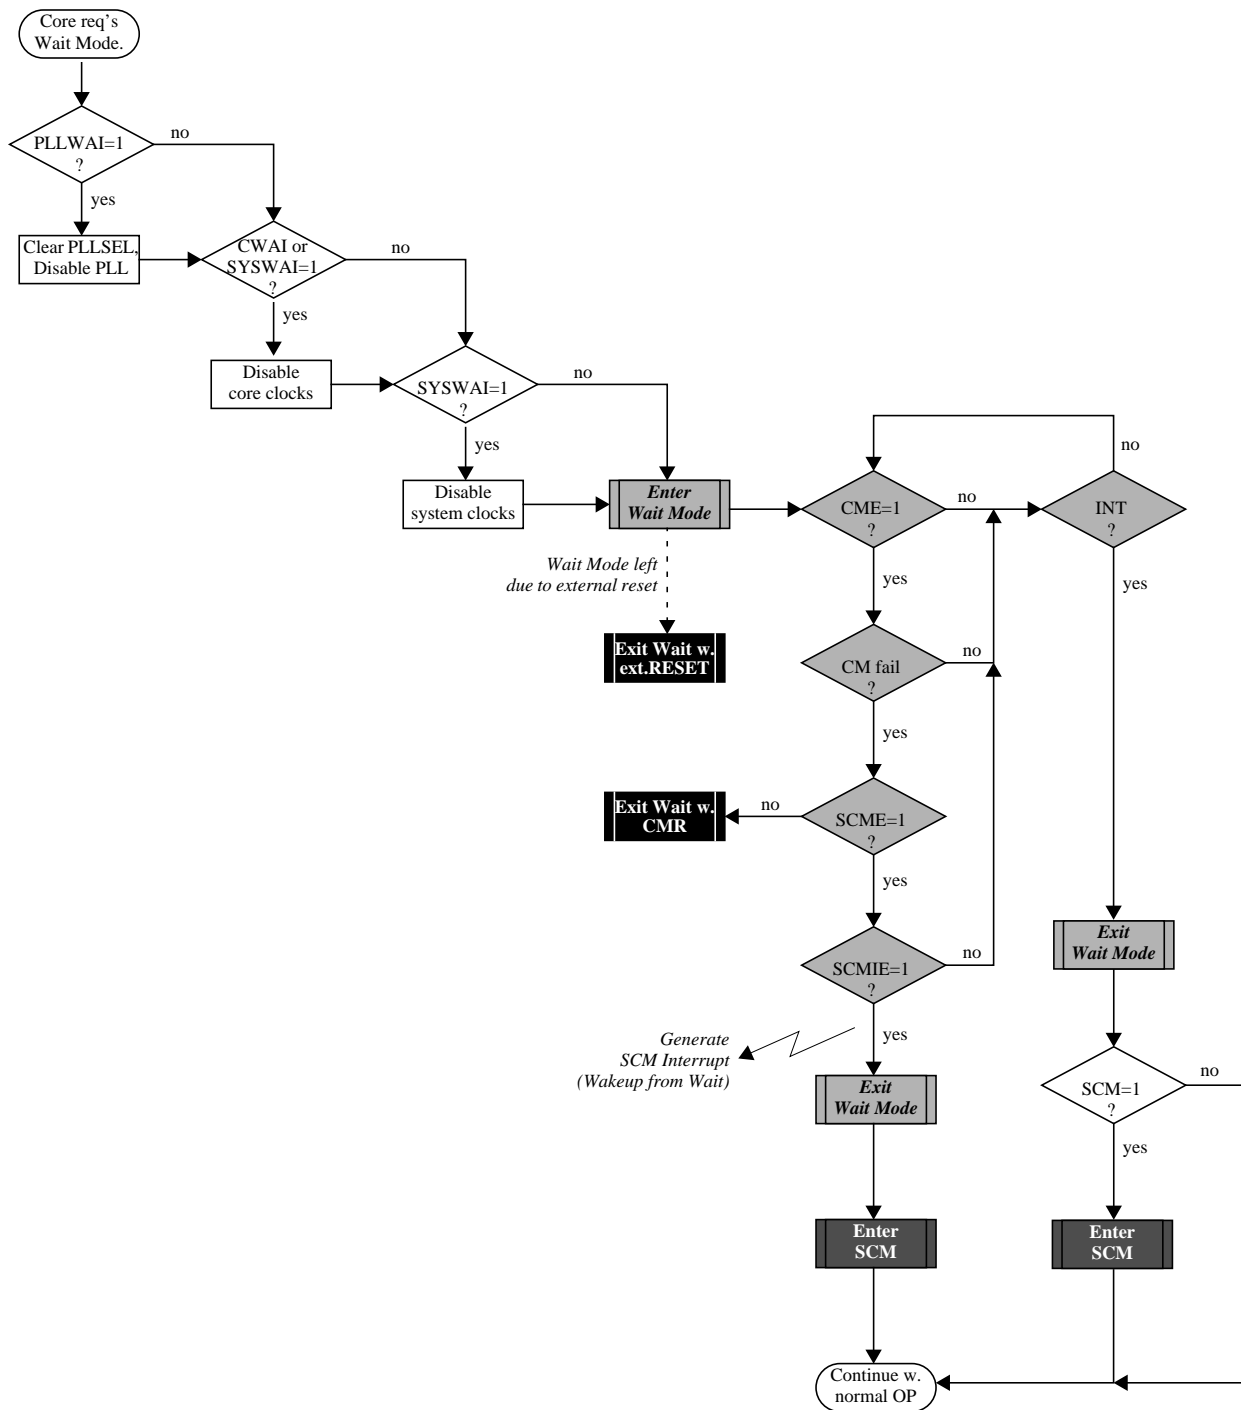 Core req's
Wait Mode.
PLLWAI=1
?
no
yes
Clear PLLSEL,
Disable PLL
CWAI or
SYSWAI=1
?
no
yes
Disable
core clocks
SYSWAI=1
?
no
yes
Disable
system clocks
Enter
Wait Mode
Wait Mode left
due to external reset
Exit Wait w.
ext.RESET
CME=1
?
no
yes
INT
?
no
yes
CM fail
?
no
yes
SCME=1
?
no
yes
Exit Wait w.
CMR
SCMIE=1
?
no
yes
Generate
SCM Interrupt
(Wakeup from Wait)
Exit
Wait Mode
Enter
SCM
Exit
Wait Mode
SCM=1
?
no
yes
Enter
SCM
Continue w.
normal OP